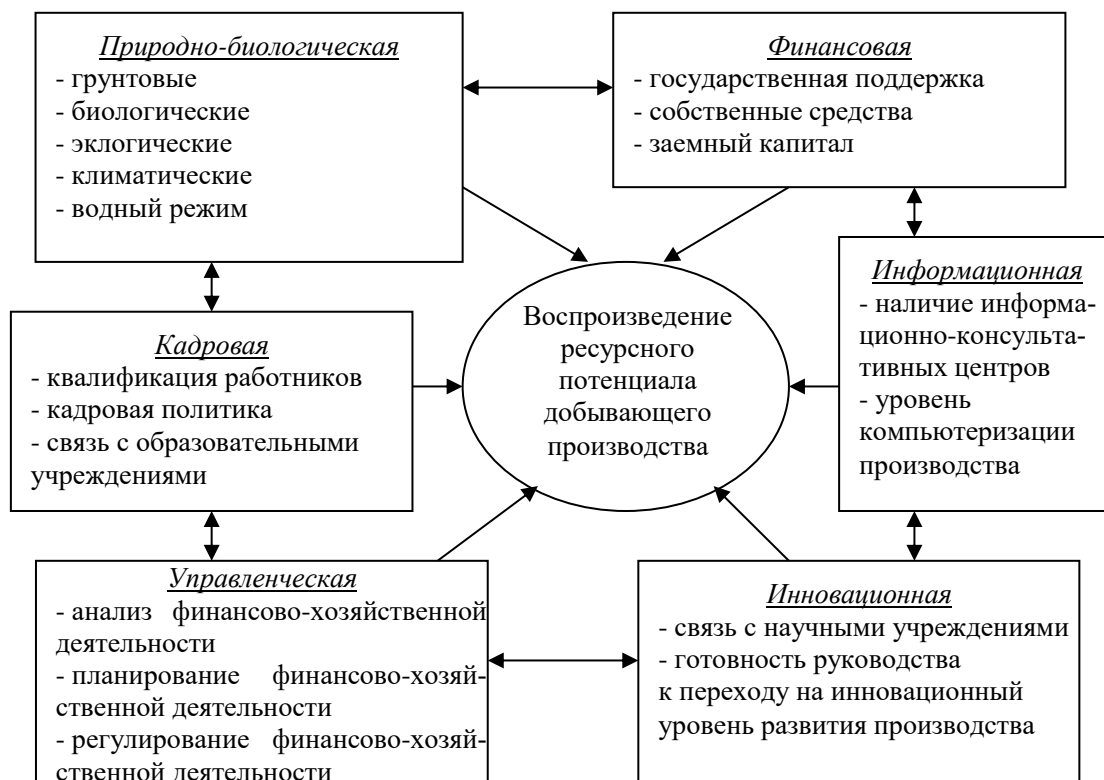 Природно-биологическая
- грунтовые
- биологические
- эклогические
- климатические
- водный режим
Финансовая
- государственная поддержка
- собственные средства
- заемный капитал
Кадровая
- квалификация работников
- кадровая политика
- связь с образовательными
учреждениями
Воспроизведение
ресурсного
потенциала
добывающего
производства
Информационная
- наличие информа-
ционно-консульта-
тивных центров
- уровень
компьютеризации
производства
Управленческая
- анализ финансово-хозяйственной
деятельности
- планирование финансово-хозяй-
ственной деятельности
- регулирование финансово-хозяй-
ственной деятельности
Инновационная
- связь с научными учреждениями
- готовность руководства
к переходу на инновационный
уровень развития производства